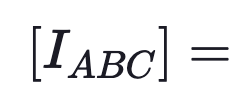 [I_{ABC}] =